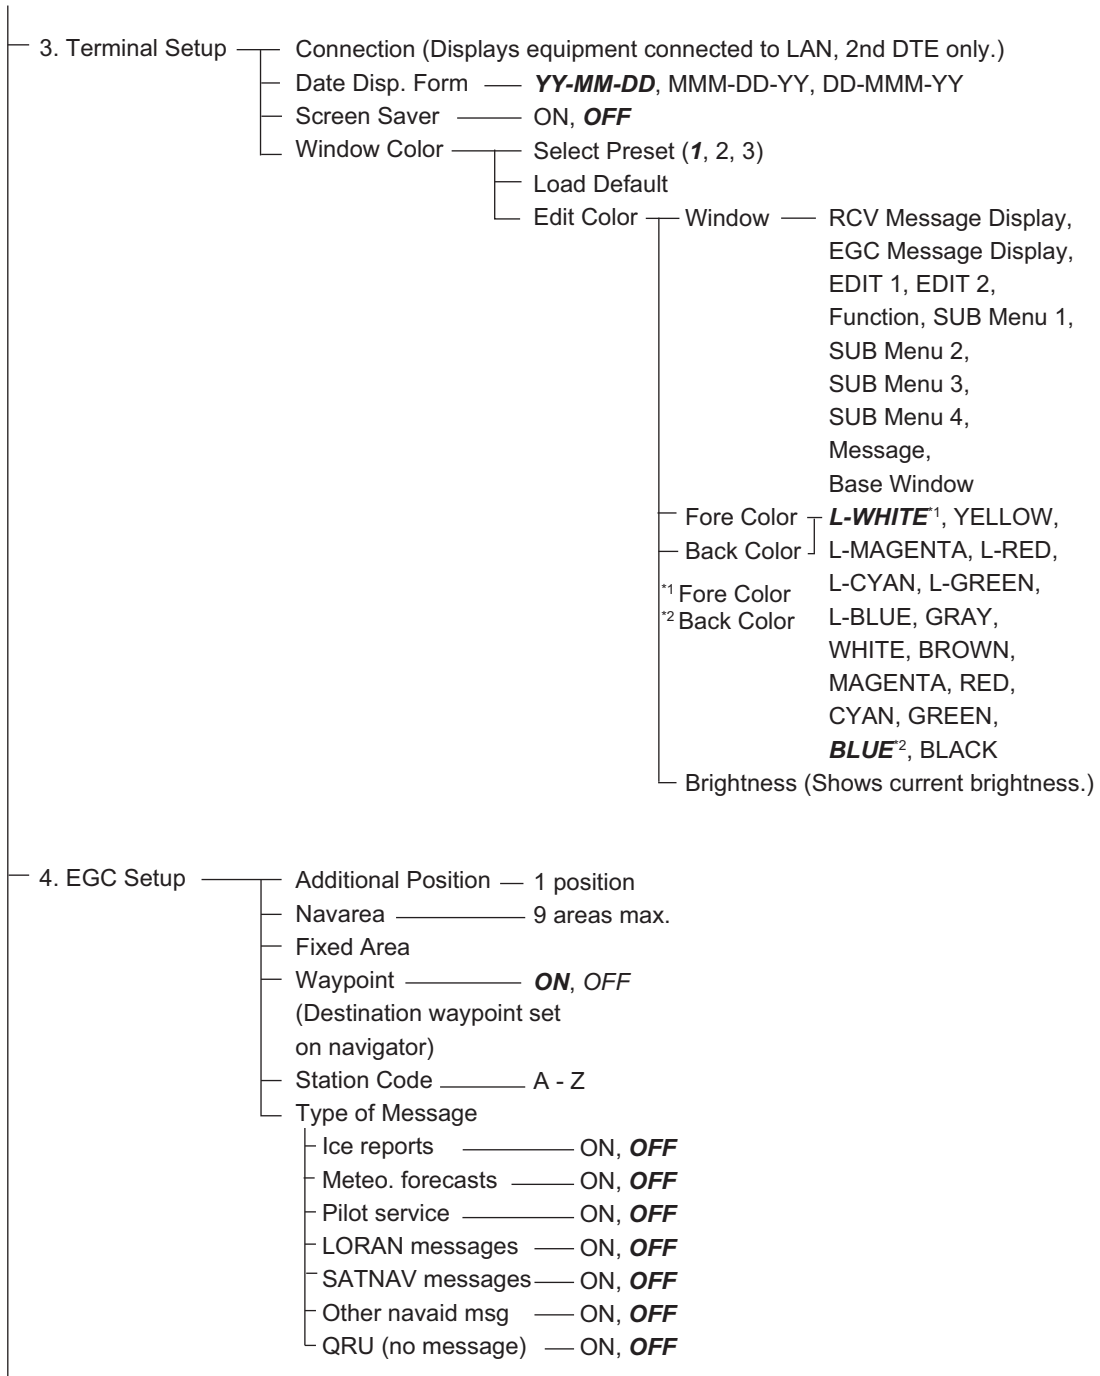 3. Terminal Setup Connection (Displays equipment connected to LAN, 2nd DTE only.)
Date Disp. Form YY-MM-DD, MMM-DD-YY, DD-MMM-YY
Screen Saver ON, OFF
Window Color Select Preset (1, 2, 3)
Load Default
Edit Color Window RCV Message Display,
EGC Message Display,
EDIT 1, EDIT 2,
Function, SUB Menu 1,
SUB Menu 2,
SUB Menu 3,
SUB Menu 4,
Message,
Base Window
Fore Color L-WHITE*1, YELLOW,
Back Color L-MAGENTA, L-RED,
*1 Fore Color L-CYAN, L-GREEN,
*2 Back Color L-BLUE, GRAY,
WHITE, BROWN,
MAGENTA, RED,
CYAN, GREEN,
BLUE*2, BLACK
Brightness (Shows current brightness.)
4. EGC Setup Additional Position 1 position
Navarea 9 areas max.
Fixed Area
Waypoint ON, OFF
(Destination waypoint set
on navigator)
Station Code A - Z
Type of Message
Ice reports ON, OFF
Meteo. forecasts ON, OFF
Pilot service ON, OFF
LORAN messages ON, OFF
SATNAV messages ON, OFF
Other navaid msg ON, OFF
QRU (no message) ON, OFF